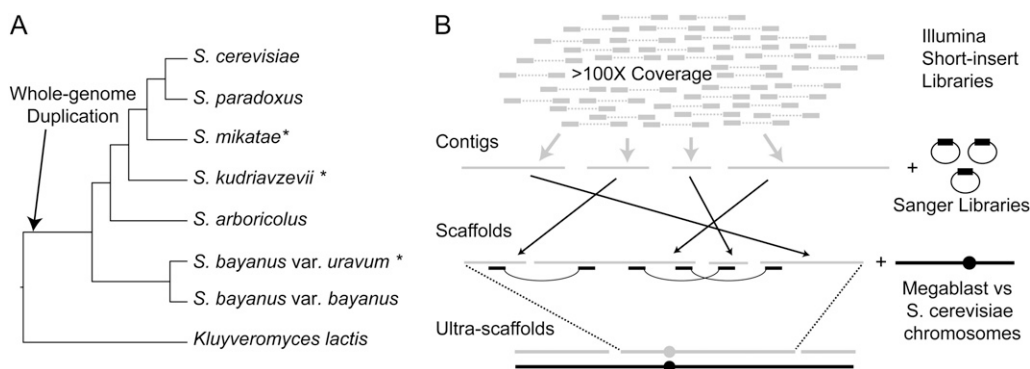 A
S. cerevisiae
S. paradoxus
Whole-genome
Duplication
S. mikatae*
S. kudriavzevii *
S. arboricolus
S. bayanus var. uravum *
S. bayanus var. bayanus
Kluyveromyces lactis
B
>100X Coverage
Illumina
Short-insert
Libraries
Contigs
+
Sanger Libraries
Scaffolds
+
Megablast vs
S. cerevisiae
chromosomes
Ultra-scaffolds